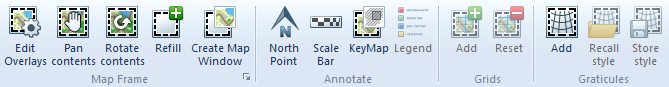 Edit Overlays
Pan contents
Rotate contents
Refill
Create Map Window
Map Frame
North Point
Scale Bar
KeyMap
Legend
Annotate
Add
Reset
Grids
Add
Recall style
Store style
Graticules